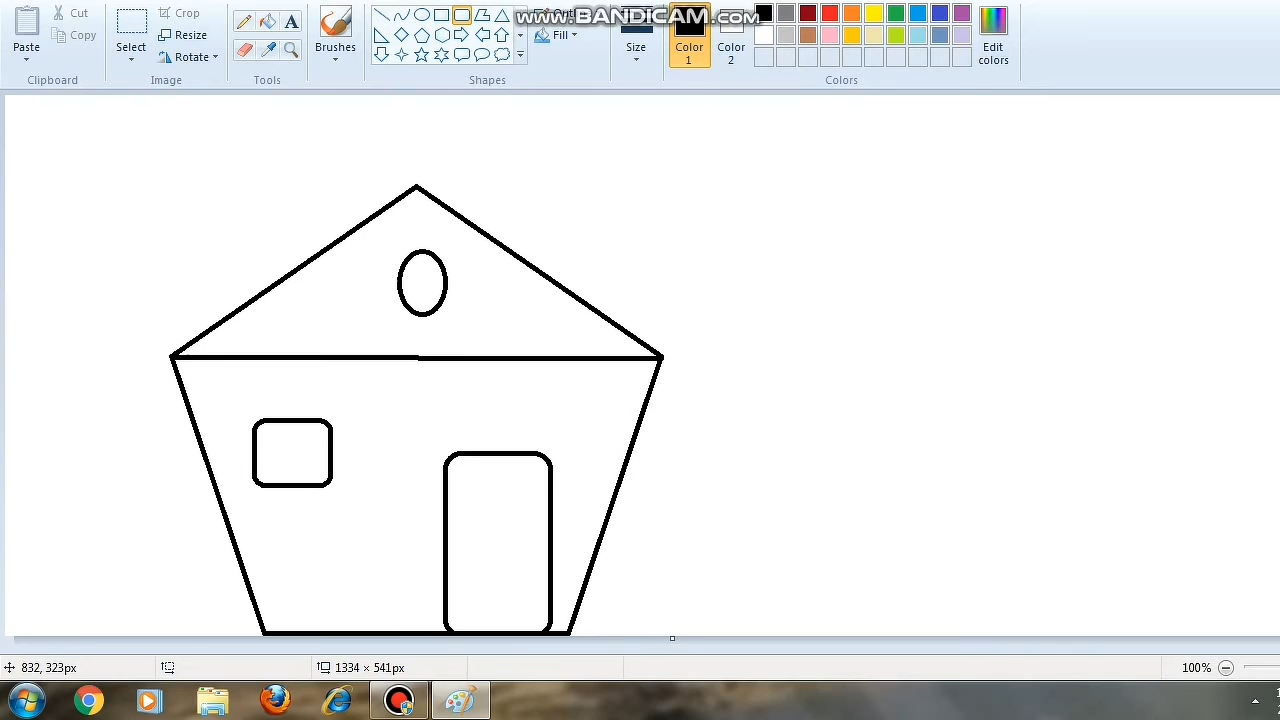 www.BANDICAM.com
Paste
Cut
Copy
Clipboard
Select
Crop
Resize
Rotate
Image
A
Tools
Brushes
Fill
Shapes
Size
Color
1
Color
2
Edit
colors
Colors
832, 323px
1334 × 541px
100%